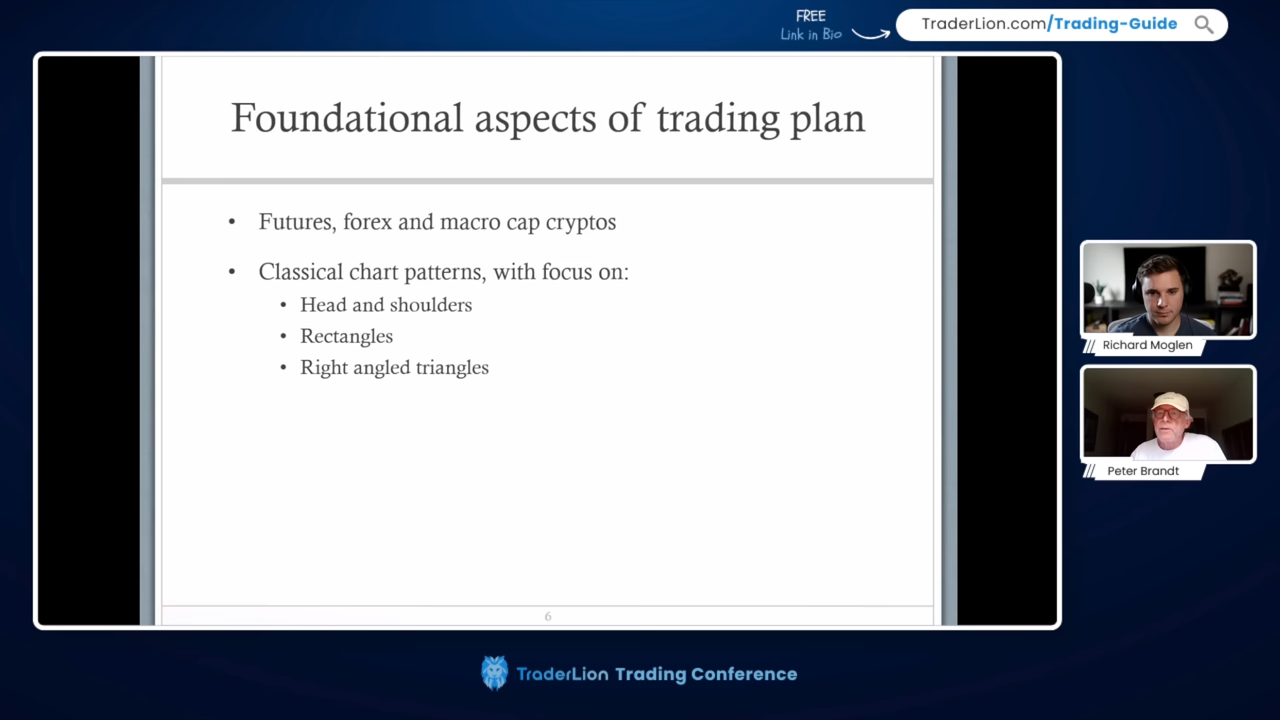 FREE
Link in Bio
TraderLion.com/Trading-Guide
Foundational aspects of trading plan
• Futures, forex and macro cap cryptos
• Classical chart patterns, with focus on:
• Head and shoulders
• Rectangles
• Right angled triangles
6
Richard Moglen
Peter Brandt
TraderLion Trading Conference